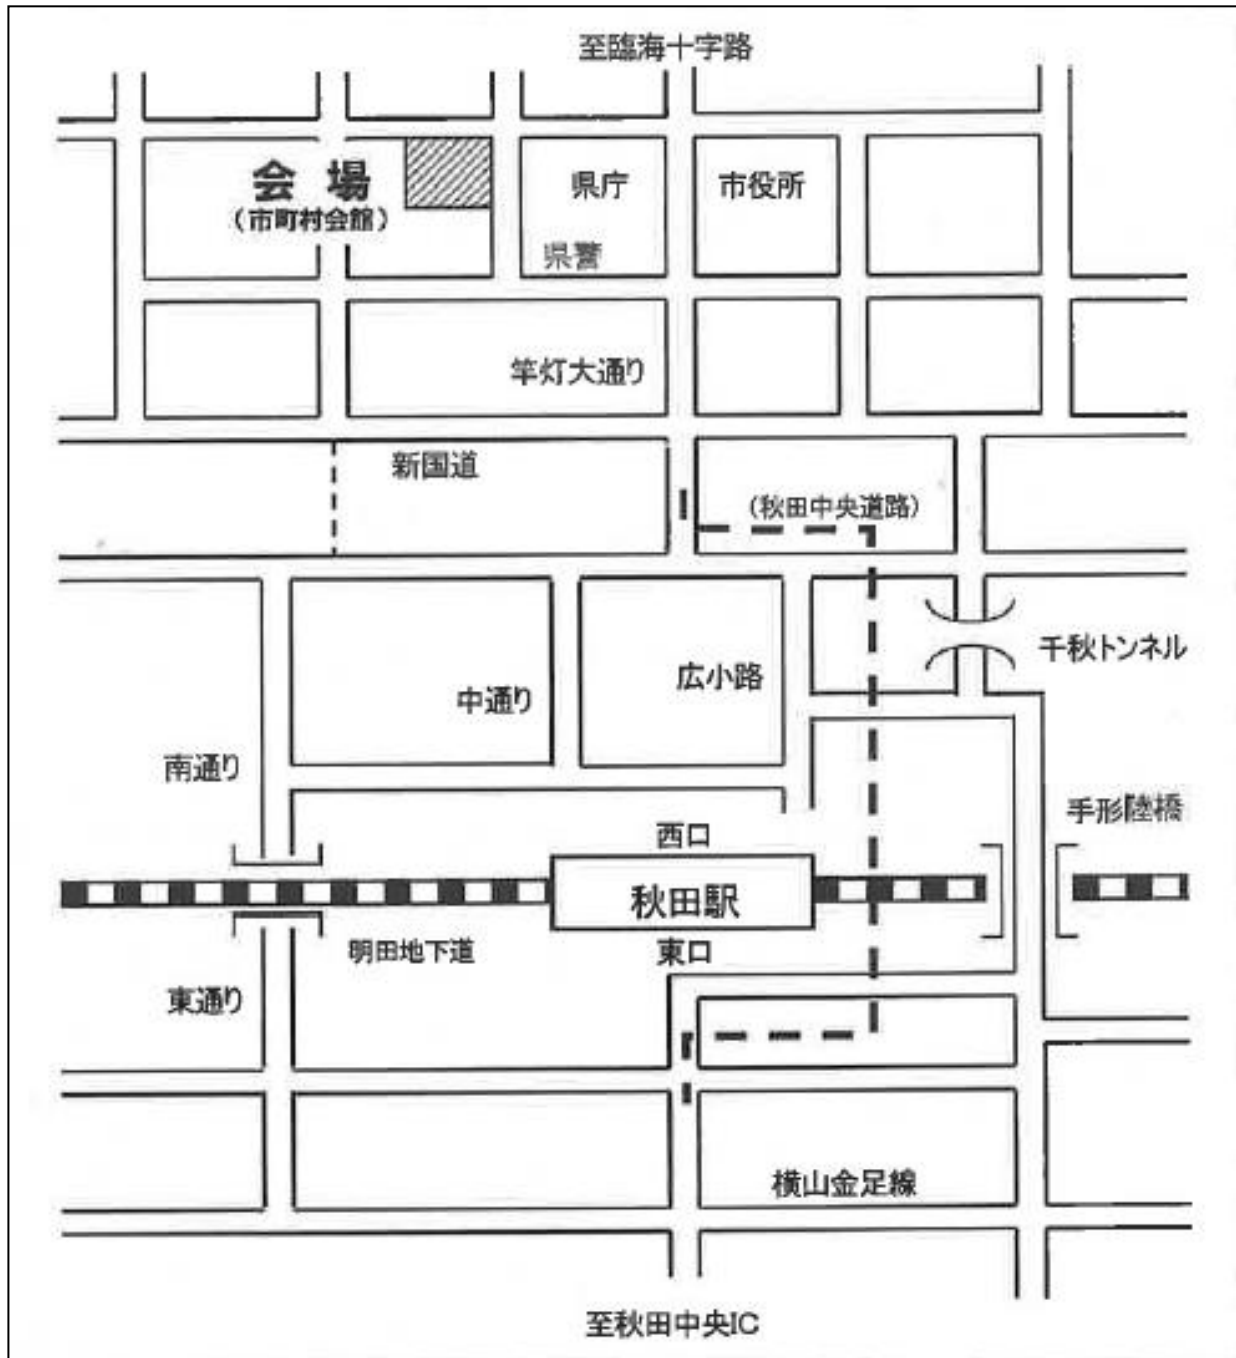 至臨海十字路
会場
(市町村会館)
県庁
市役所
県警
竿灯大通り
新国道
(秋田中央道路)
千秋トンネル
広小路
中通り
南通り
手形陸橋
西口
秋田駅
東口
明田地下道
東通り
横山金足線
至秋田中央IC